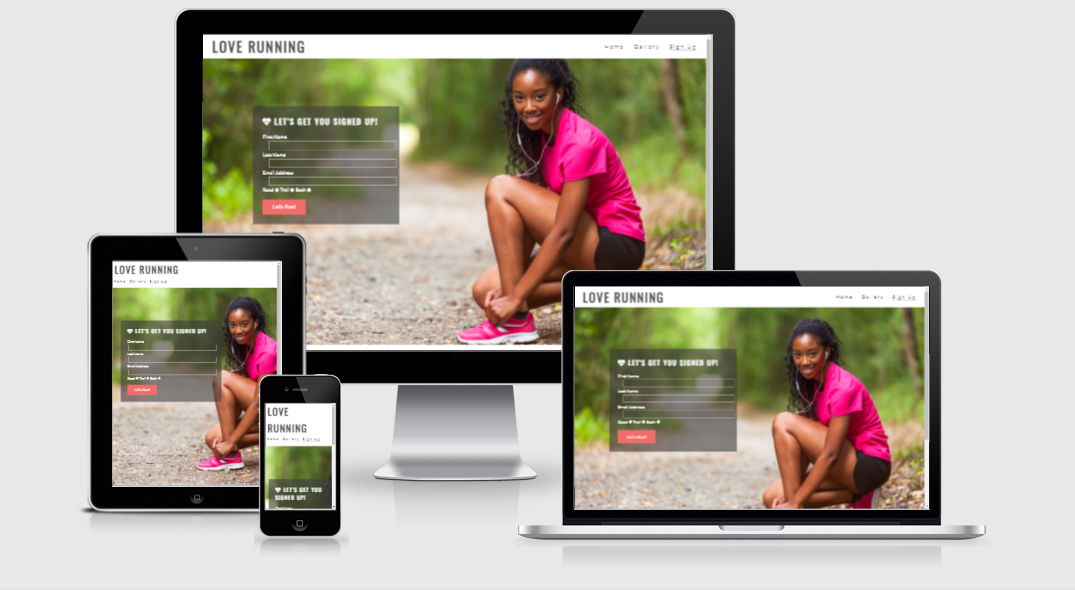 LOVE RUNNING
Home Gallery Sign Up
LET'S GET YOU SIGNED UP!
First Name
Last Name
Email Address
Road Trail Both
Let's Run!
LOVE RUNNING
Home Gallery Sign Up
LET'S GET YOU SIGNED UP!
First Name
Last Name
Email Address
Road Trail Both
Let's Run!
LOVE
RUNNING
Home Gallery Sign Up
LET'S GET YOU
SIGNED UP!
LOVE RUNNING
Home Gallery Sign Up
LET'S GET YOU SIGNED UP!
First Name
Last Name
Email Address
Road Trail Both
Let's Run!